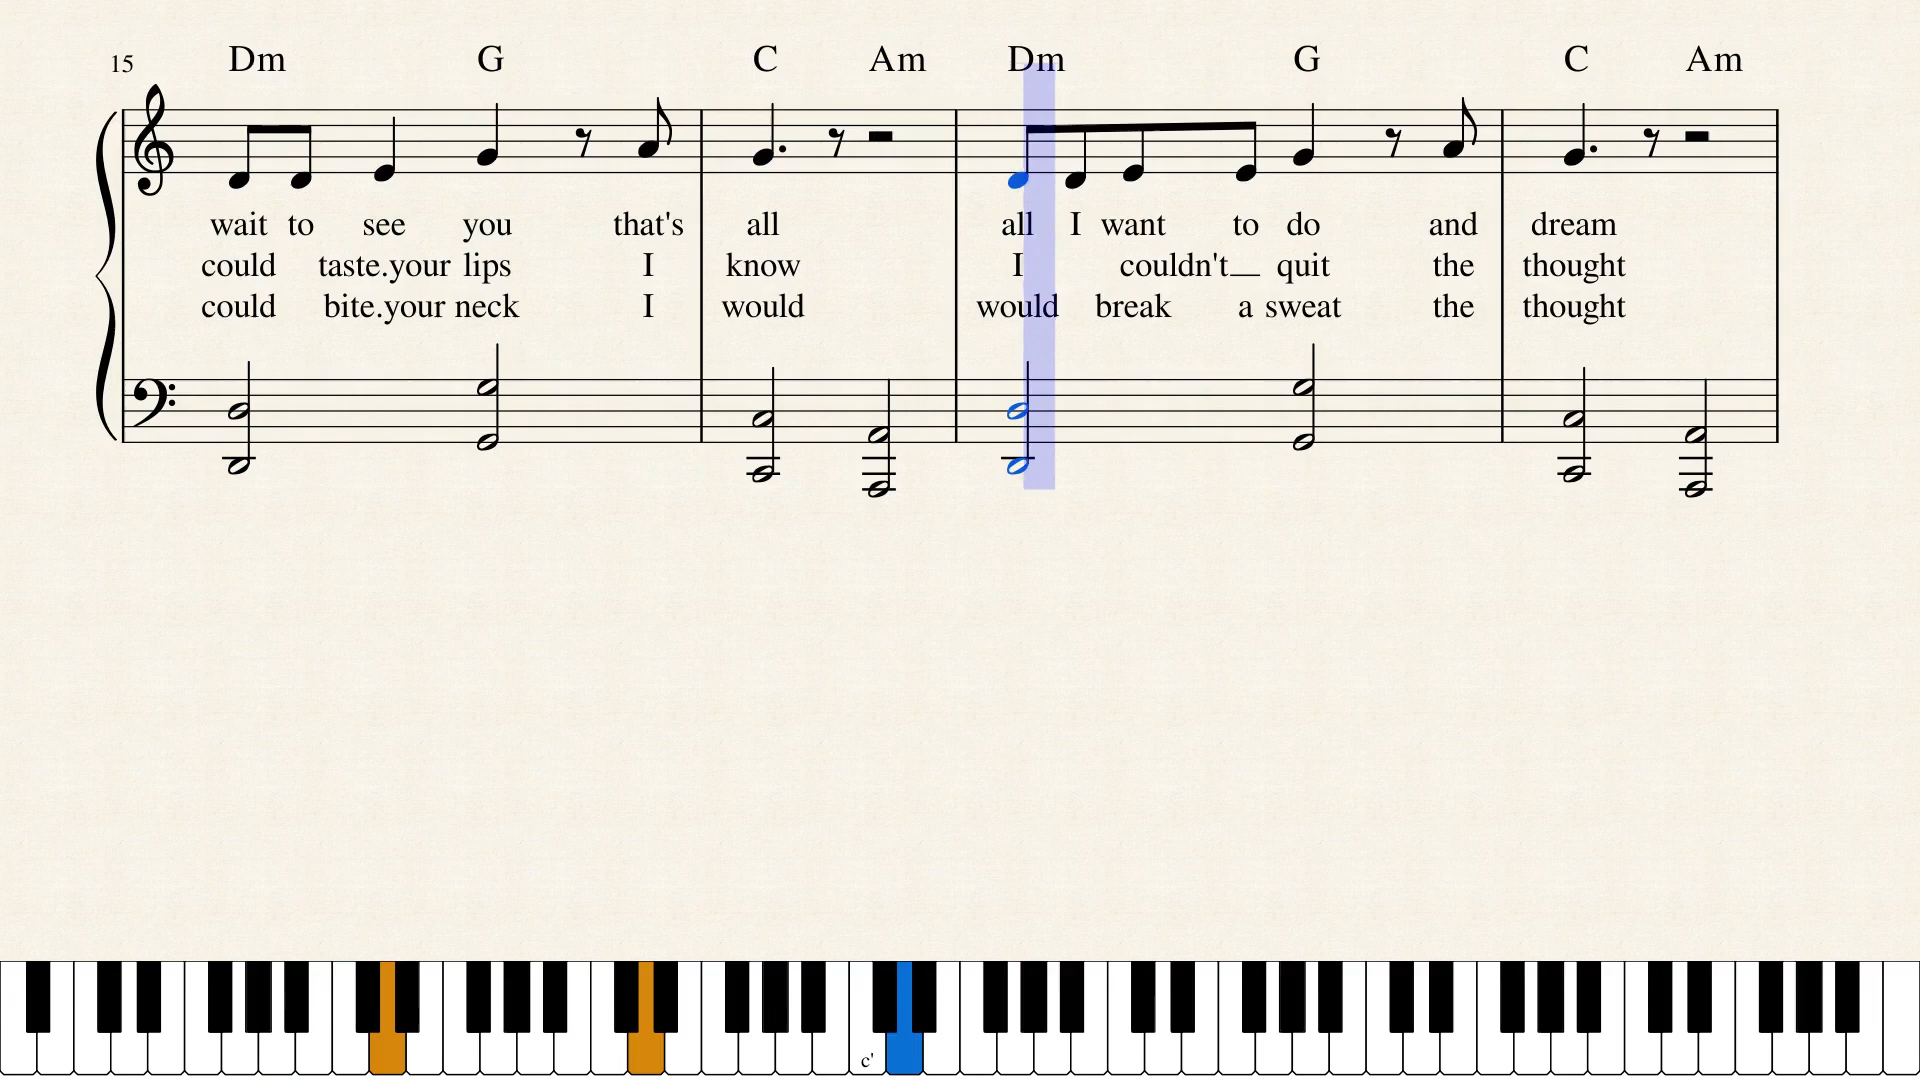 15 Dm G C Am Dm G C Am
wait to see you that's all all I want to do and dream
could taste.your lips I know I couldn't__ quit the thought
could bite.your neck I would would break a sweat the thought
c'